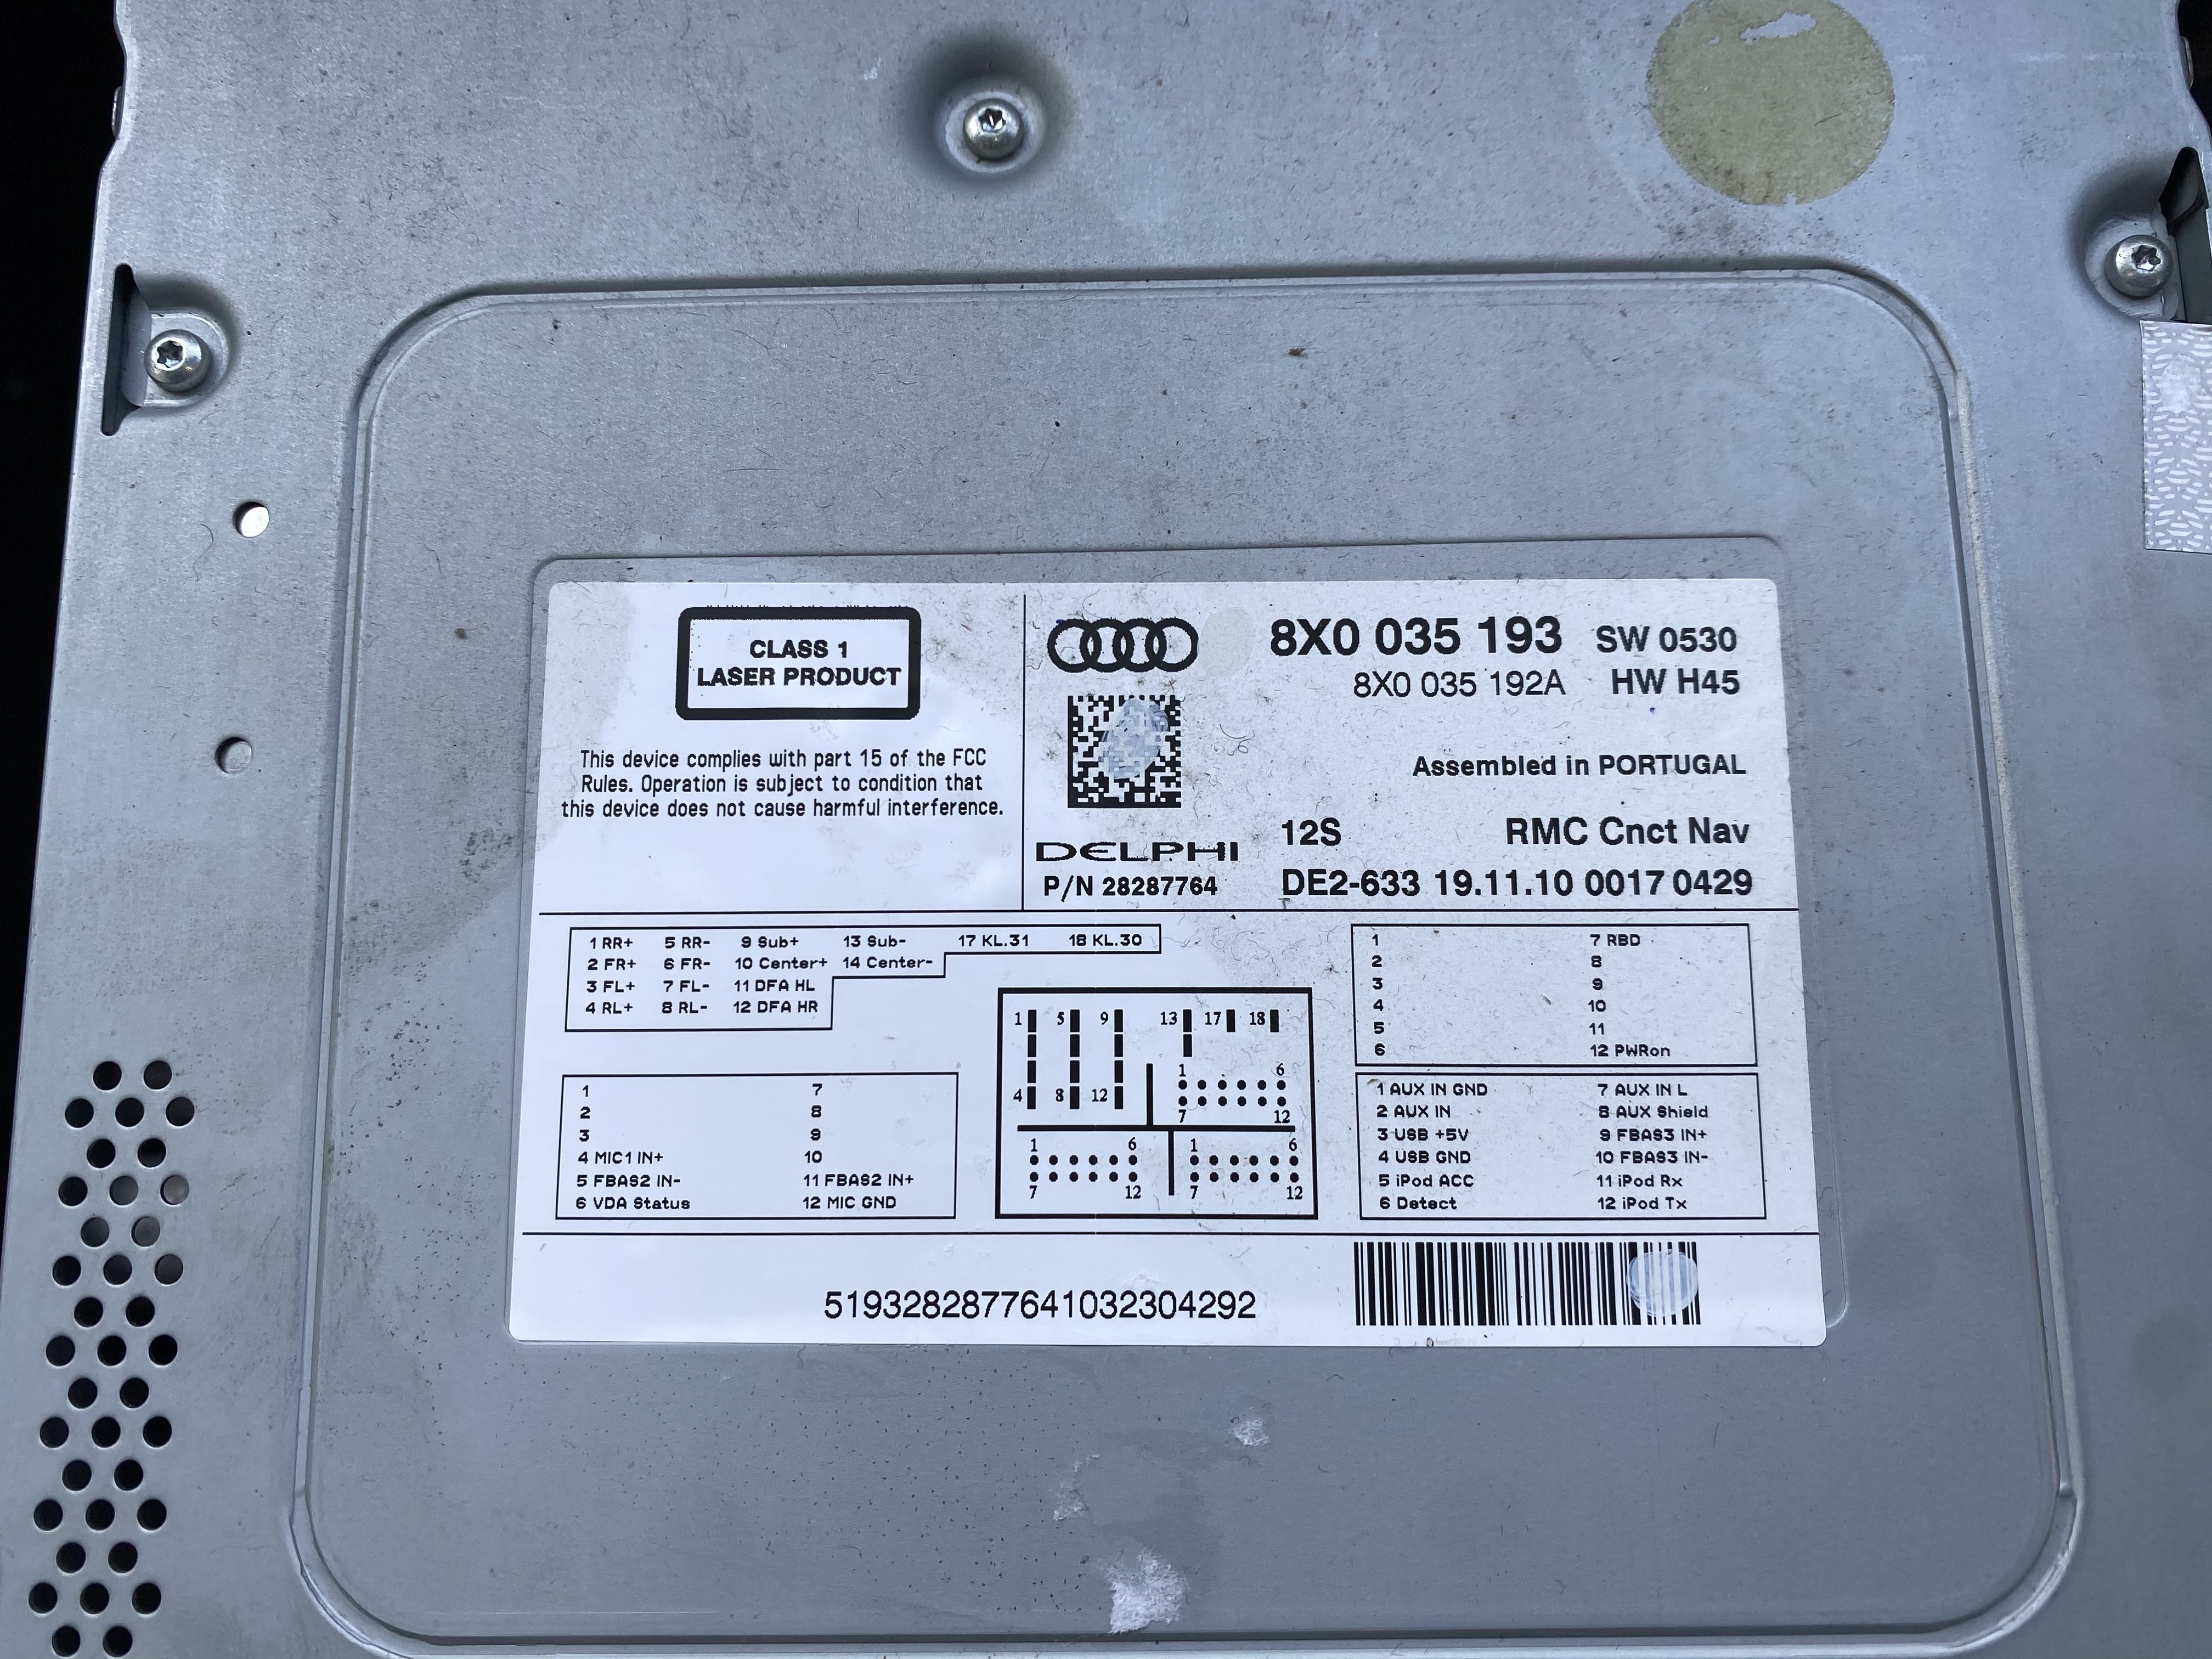 CLASS 1
LASER PRODUCT
This device complies with part 15 of the FCC
Rules. Operation is subject to condition that
this device does not cause harmful interference.
8X0 035 193 SW 0530
8X0 035 192A HW H45
Assembled in PORTUGAL
12S RMC Cnct Nav
DELPHI
P/N 28287764
DE2-633 19.11.10 0017 0429
1 RR+ 5 RR- 9 Sub+ 13 Sub- 17 KL.31 18 KL.30
2 FR+ 6 FR- 10 Center+ 14 Center-
3 FL+ 7 FL- 11 DFA HL
4 RL+ 8 RL- 12 DFA HR
1 7
2 8
3 9
4 MIC1 IN+ 10
5 FBAS2 IN- 11 FBAS2 IN+
6 VDA Status 12 MIC GND
1 5 9 13 17 18
1 6
4 8 12
7 12
1 6 1 6
7 12 7 12
1 7 RBD
2 8
3 9
4 10
5 11
6 12 PWRon
1 AUX IN GND 7 AUX IN L
2 AUX IN 8 AUX Shield
3 USB +5V 9 FBAS3 IN+
4 USB GND 10 FBAS3 IN-
5 iPod ACC 11 iPod Rx
6 Detect 12 iPod Tx
5193282877641032304292